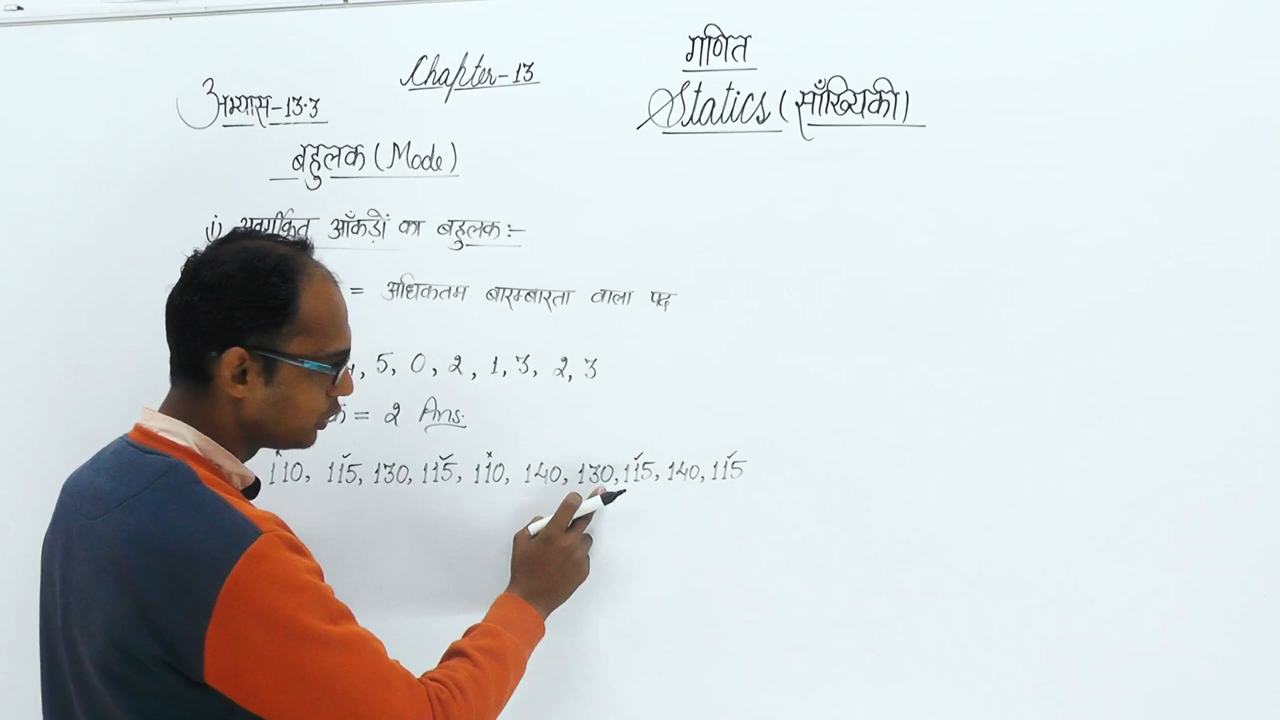 गणित
Chapter-13
Statics (साँख्यिकी)
अभ्यास-13.3
बहुलक (Mode)
(i) अवर्गीकृत आँकड़ों का बहुलक :-
= अधिकतम बारम्बारता वाला पद
, 5, 0, 2, 1, 3, 2, 3
क = 2 Ans.
110, 115, 130, 115, 110, 140, 130, 115, 140, 115